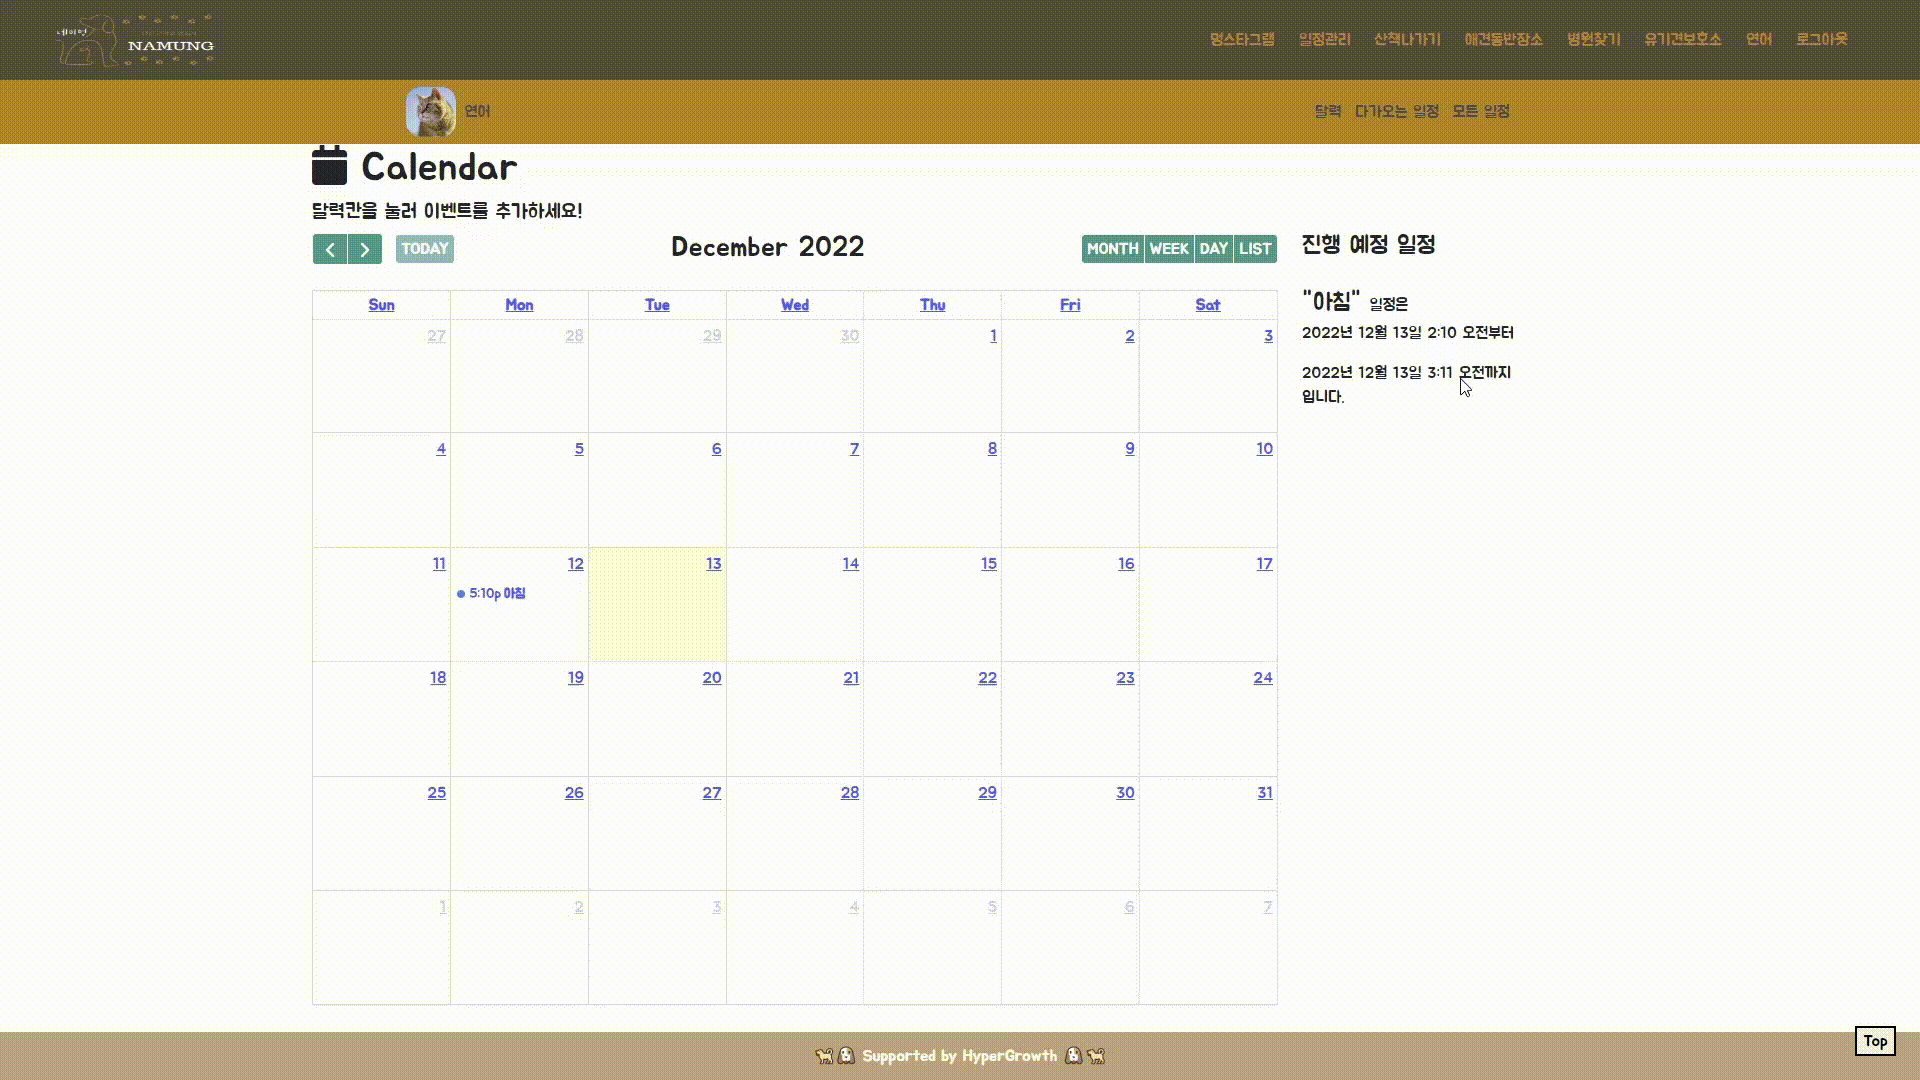 네이멍
NAMUNG
멍스타그램 일정관리 산책나가기 애견동반장소 병원찾기 유기견보호소 연어 로그아웃
연어
달력 다가오는 일정 모든 일정
Calendar
달력칸을 눌러 이벤트를 추가하세요!
TODAY
December 2022
MONTH WEEK DAY LIST
Sun Mon Tue Wed Thu Fri Sat
27 28 29 30 1 2 3
4 5 6 7 8 9 10
11 12 13 14 15 16 17
5:10p 아침
18 19 20 21 22 23 24
25 26 27 28 29 30 31
1 2 3 4 5 6 7
진행 예정 일정
"아침" 일정은
2022년 12월 13일 2:10 오전부터
2022년 12월 13일 3:11 오전까지
입니다.
Supported by HyperGrowth
Top